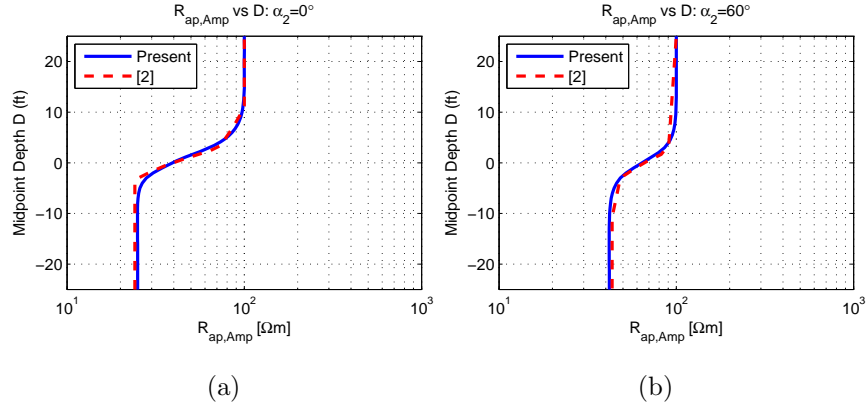 R_ap,Amp vs D: α_2=0°
Present
[2]
Midpoint Depth D (ft)
20
10
0
−10
−20
10^1
10^2
10^3
R_ap,Amp [Ωm]
(a)
R_ap,Amp vs D: α_2=60°
Present
[2]
Midpoint Depth D (ft)
20
10
0
−10
−20
10^1
10^2
10^3
R_ap,Amp [Ωm]
(b)